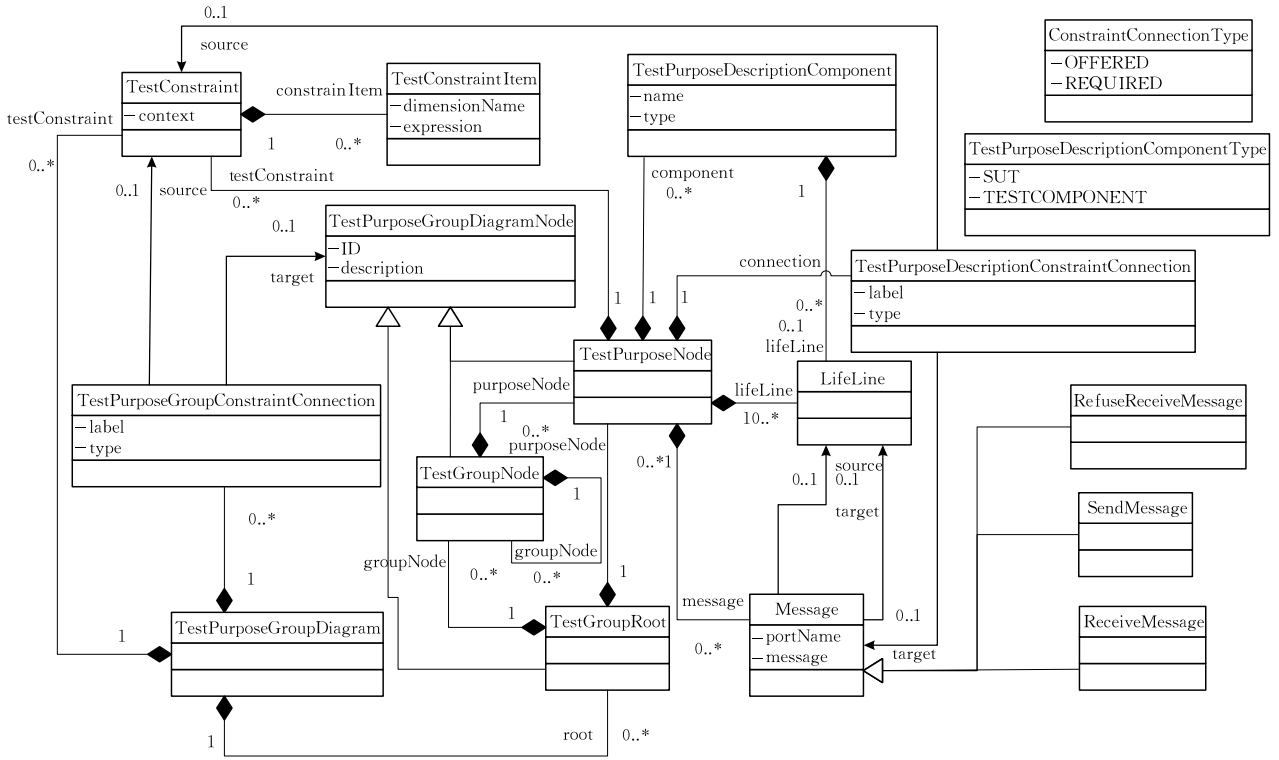 0..1
source
TestConstraint
－context
constrainItem
1
0..*
TestConstraintItem
－dimensionName
－expression
TestPurposeDescriptionComponent
－name
－type
ConstraintConnectionType
－OFFERED
－REQUIRED
TestPurposeDescriptionComponentType
－SUT
－TESTCOMPONENT
testConstraint
0..*
0..1
source
testConstraint
0..*
component
0..*
1
0..1
target
TestPurposeGroupDiagramNode
－ID
－description
connection
TestPurposeDescriptionConstraintConnection
－label
－type
1
1
1
0..*
0..1
lifeLine
TestPurposeNode
LifeLine
lifeLine
10..*
TestPurposeGroupConstraintConnection
－label
－type
purposeNode
1
0..*
purposeNode
RefuseReceiveMessage
TestGroupNode
1
0..*1
0..1
source
0..1
target
SendMessage
0..*
groupNode
groupNode
0..*
0..*
1
1
1
message
0..*
Message
－portName
－message
0..1
target
ReceiveMessage
1
TestPurposeGroupDiagram
TestGroupRoot
1
root
0..*